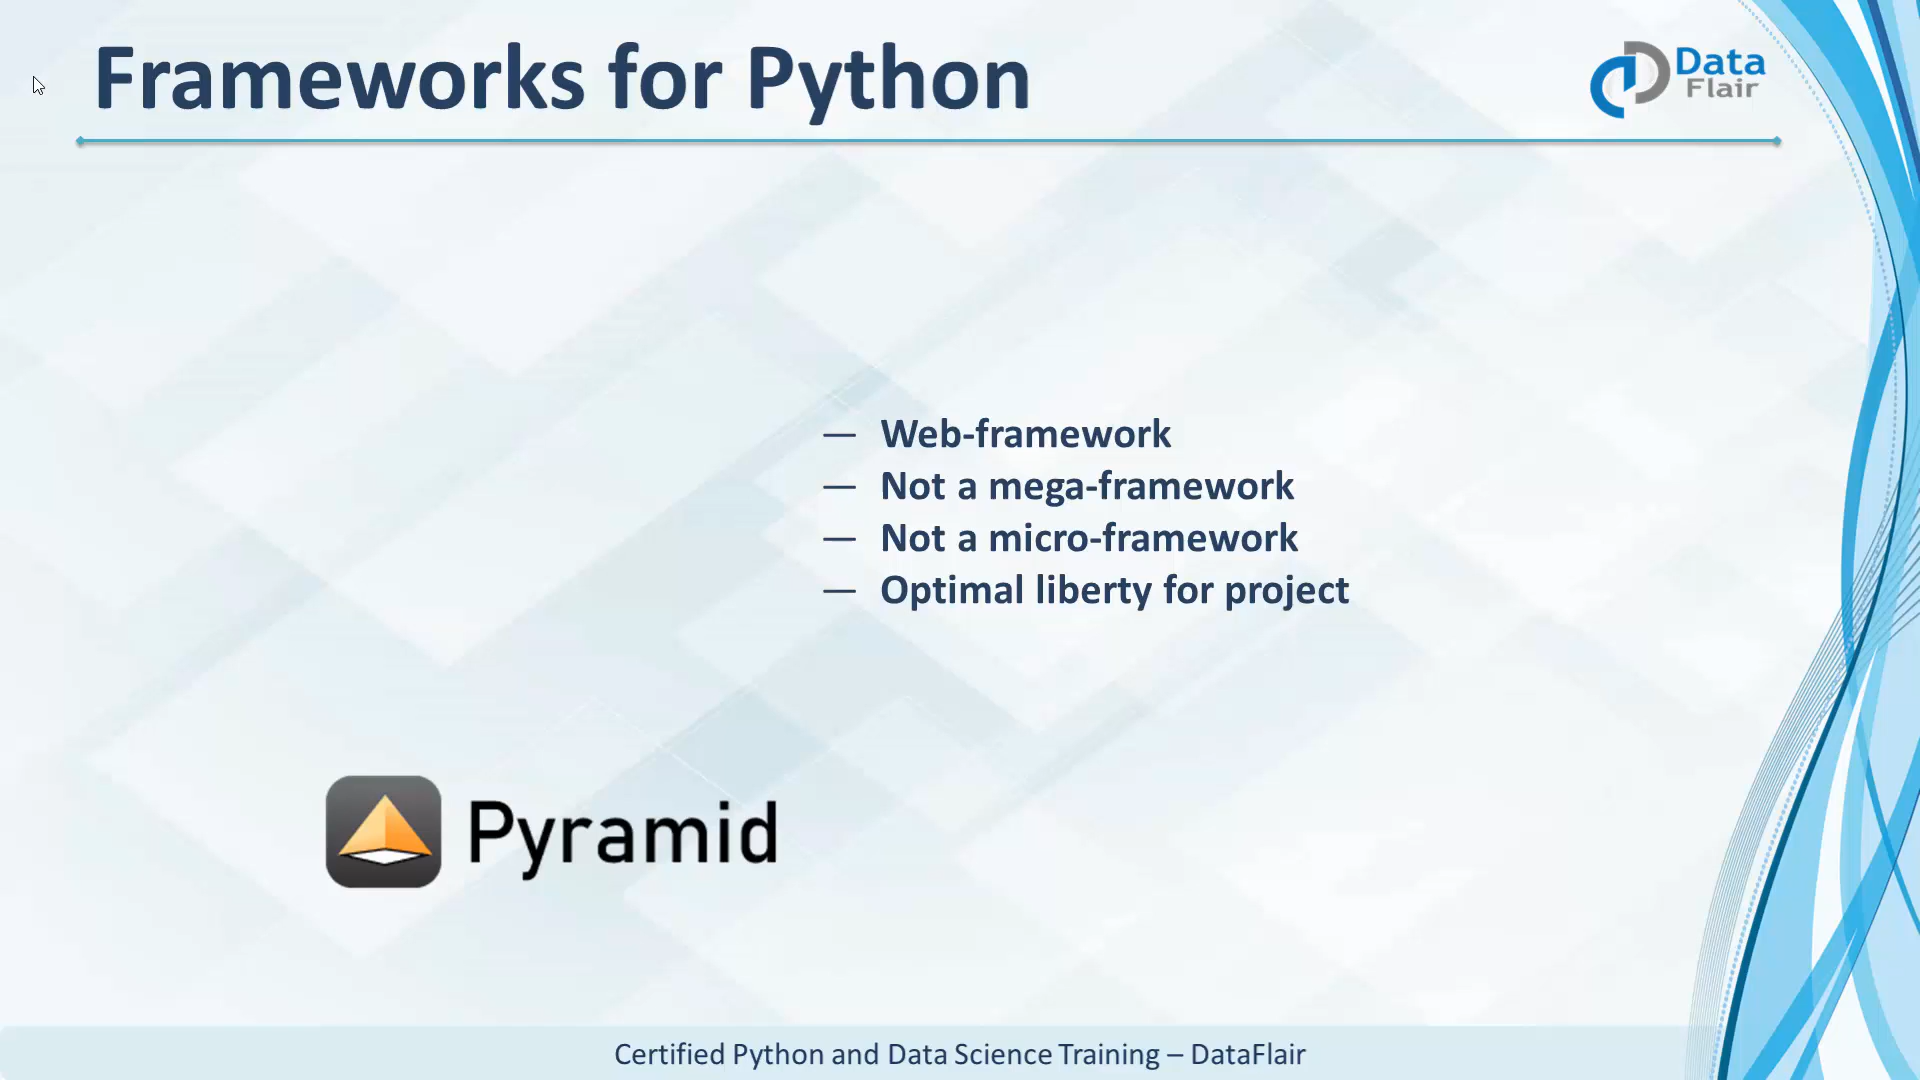 Frameworks for Python
Data
Flair
— Web-framework
— Not a mega-framework
— Not a micro-framework
— Optimal liberty for project
Pyramid
Certified Python and Data Science Training – DataFlair